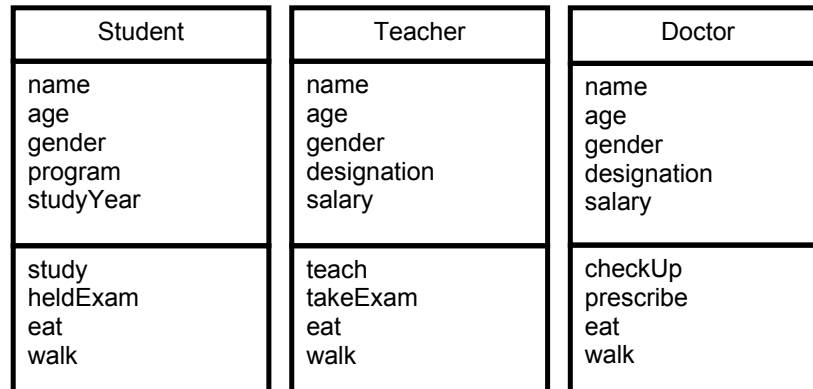 Student
name
age
gender
program
studyYear
study
heldExam
eat
walk
Teacher
name
age
gender
designation
salary
teach
takeExam
eat
walk
Doctor
name
age
gender
designation
salary
checkUp
prescribe
eat
walk